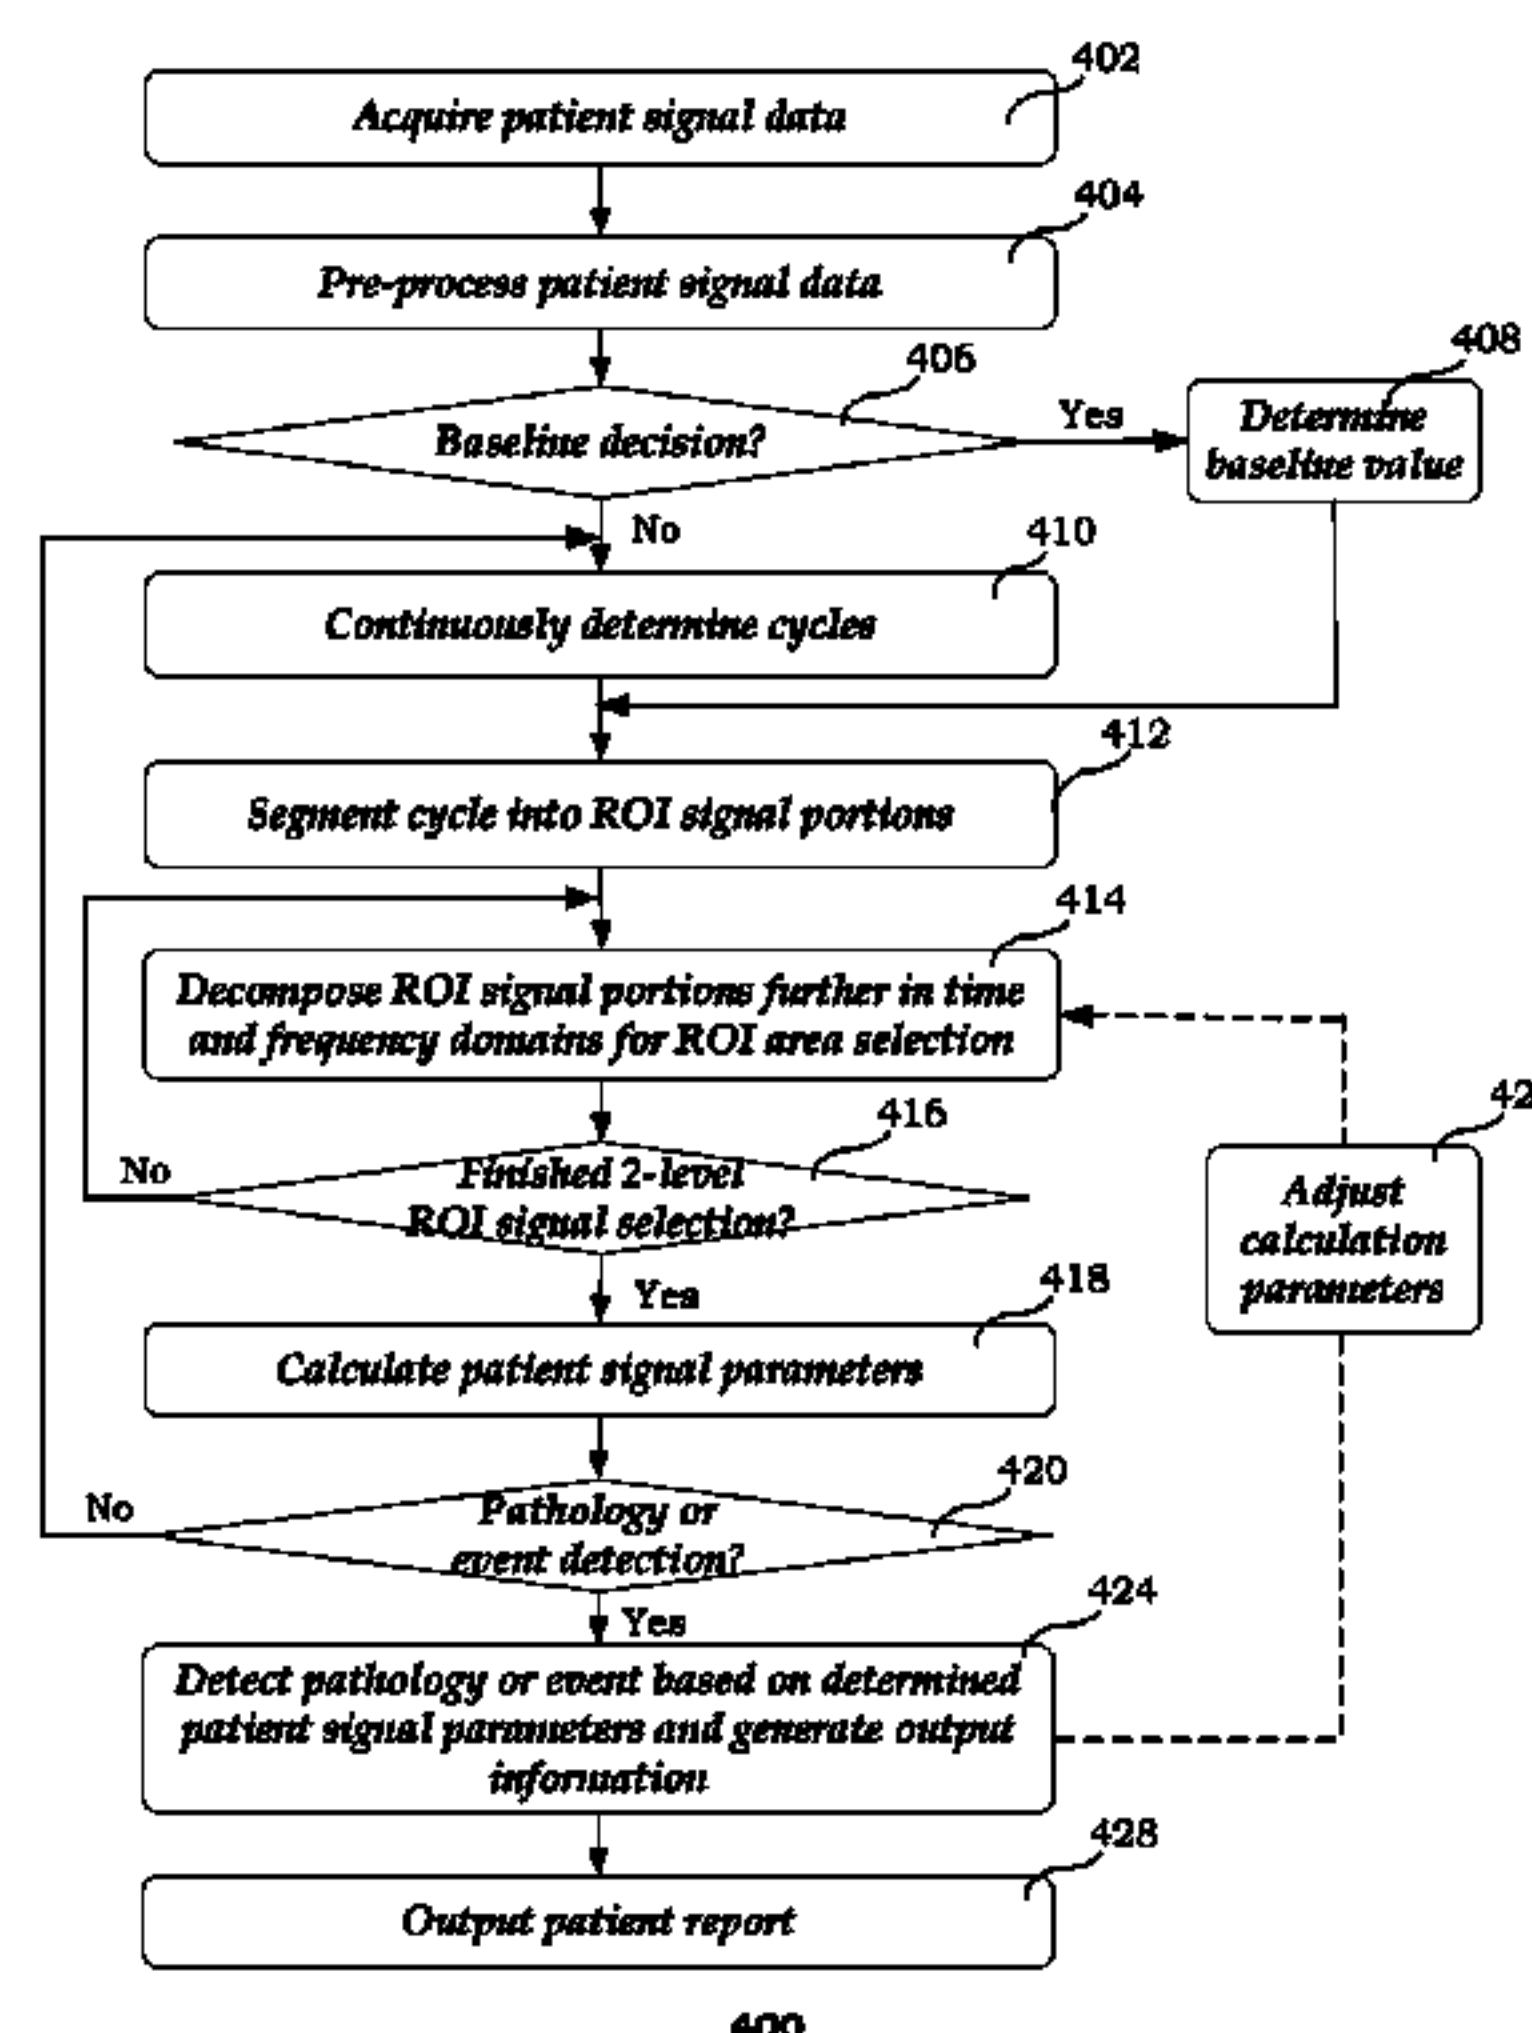 402
Acquire patient signal data
404
Pre-process patient signal data
406
Baseline decision?
Yes
408
Determine
baseline value
No
410
Continuously determine cycles
412
Segment cycle into ROI signal portions
414
Decompose ROI signal portions further in time
and frequency domains for ROI area selection
416
No
Finished 2-level
ROI signal selection?
42
Adjust
calculation
parameters
Yes
418
Calculate patient signal parameters
420
No
Pathology or
event detection?
Yes
424
Detect pathology or event based on determined
patient signal parameters and generate output
information
428
Output patient report
400